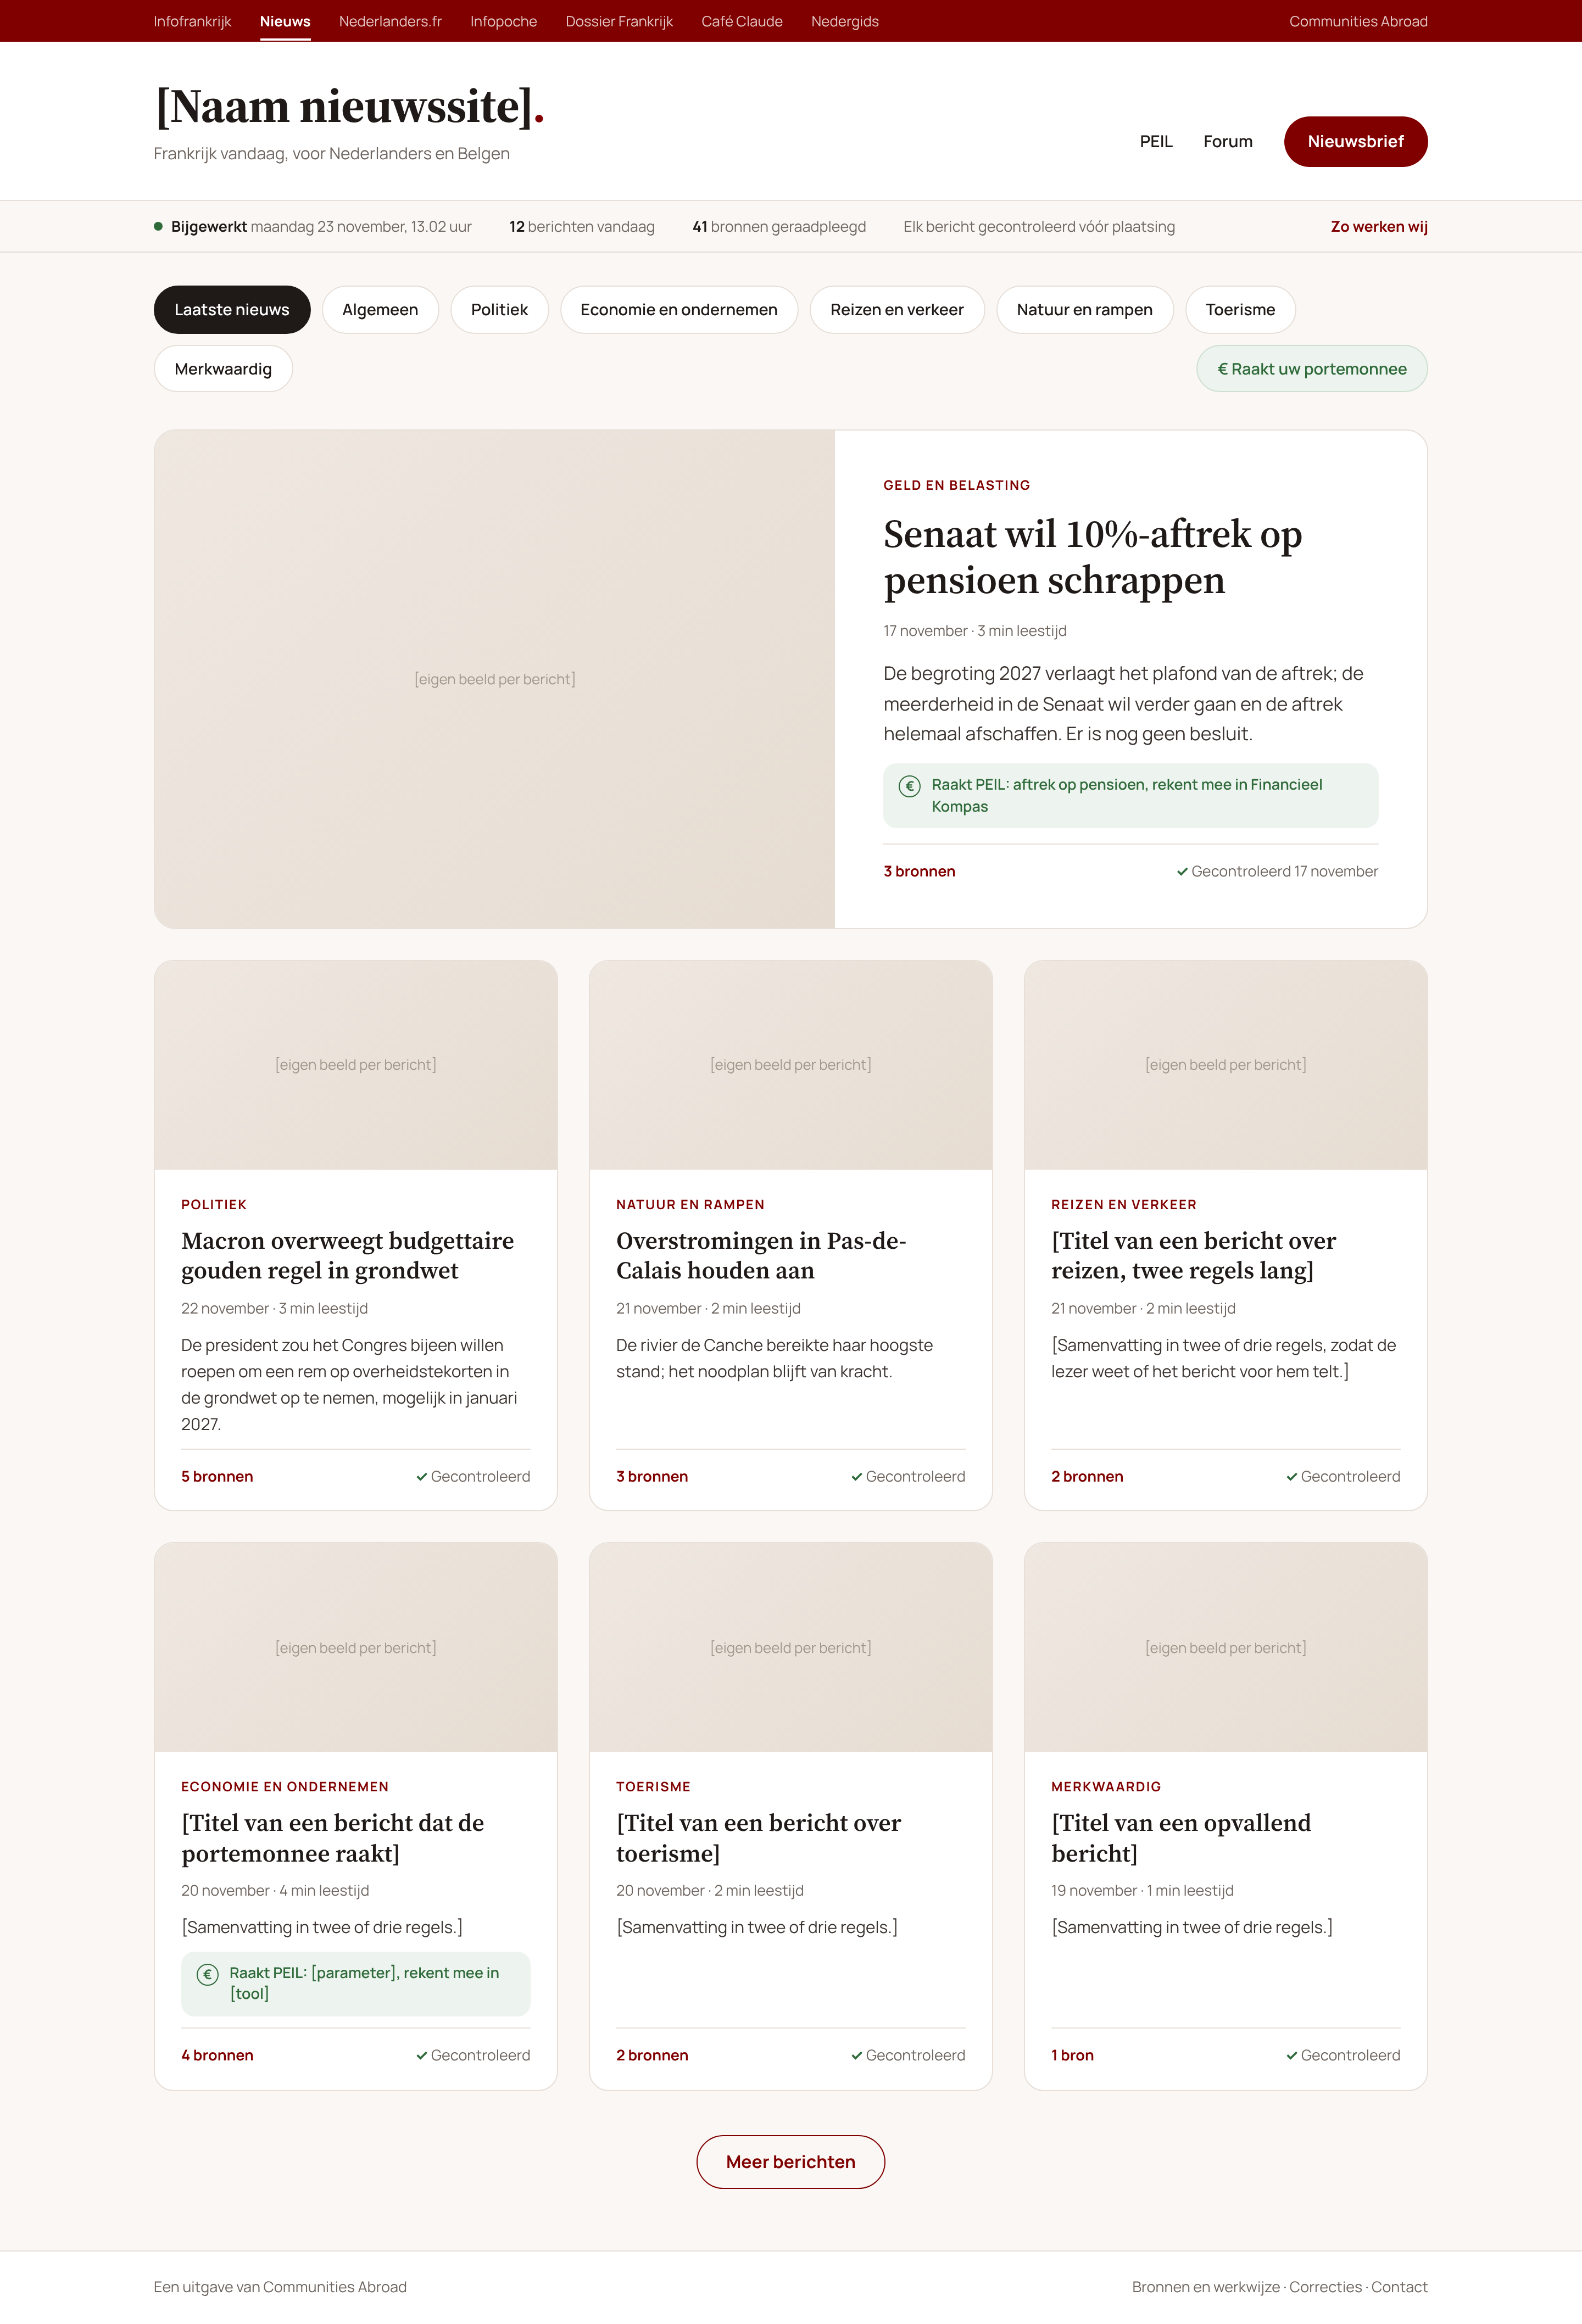 Infofrankrijk Nieuws Nederlanders.fr Infopoche Dossier Frankrijk Café Claude Nedergids Communities Abroad
[Naam nieuwssite].
Frankrijk vandaag, voor Nederlanders en Belgen
PEIL Forum Nieuwsbrief
Bijgewerkt maandag 23 november, 13.02 uur 12 berichten vandaag 41 bronnen geraadpleegd Elk bericht gecontroleerd vóór plaatsing Zo werken wij
Laatste nieuws Algemeen Politiek Economie en ondernemen Reizen en verkeer Natuur en rampen Toerisme
Merkwaardig € Raakt uw portemonnee
[eigen beeld per bericht]
GELD EN BELASTING
Senaat wil 10%-aftrek op
pensioen schrappen
17 november · 3 min leestijd
De begroting 2027 verlaagt het plafond van de aftrek; de
meerderheid in de Senaat wil verder gaan en de aftrek
helemaal afschaffen. Er is nog geen besluit.
€ Raakt PEIL: aftrek op pensioen, rekent mee in Financieel
Kompas
3 bronnen ✓ Gecontroleerd 17 november
[eigen beeld per bericht]
POLITIEK
Macron overweegt budgettaire
gouden regel in grondwet
22 november · 3 min leestijd
De president zou het Congres bijeen willen
roepen om een rem op overheidstekorten in
de grondwet op te nemen, mogelijk in januari
2027.
5 bronnen ✓ Gecontroleerd
[eigen beeld per bericht]
NATUUR EN RAMPEN
Overstromingen in Pas-de-
Calais houden aan
21 november · 2 min leestijd
De rivier de Canche bereikte haar hoogste
stand; het noodplan blijft van kracht.
3 bronnen ✓ Gecontroleerd
[eigen beeld per bericht]
REIZEN EN VERKEER
[Titel van een bericht over
reizen, twee regels lang]
21 november · 2 min leestijd
[Samenvatting in twee of drie regels, zodat de
lezer weet of het bericht voor hem telt.]
2 bronnen ✓ Gecontroleerd
[eigen beeld per bericht]
ECONOMIE EN ONDERNEMEN
[Titel van een bericht dat de
portemonnee raakt]
20 november · 4 min leestijd
[Samenvatting in twee of drie regels.]
€ Raakt PEIL: [parameter], rekent mee in
[tool]
4 bronnen ✓ Gecontroleerd
[eigen beeld per bericht]
TOERISME
[Titel van een bericht over
toerisme]
20 november · 2 min leestijd
[Samenvatting in twee of drie regels.]
2 bronnen ✓ Gecontroleerd
[eigen beeld per bericht]
MERKWAARDIG
[Titel van een opvallend
bericht]
19 november · 1 min leestijd
[Samenvatting in twee of drie regels.]
1 bron ✓ Gecontroleerd
Meer berichten
Een uitgave van Communities Abroad Bronnen en werkwijze · Correcties · Contact